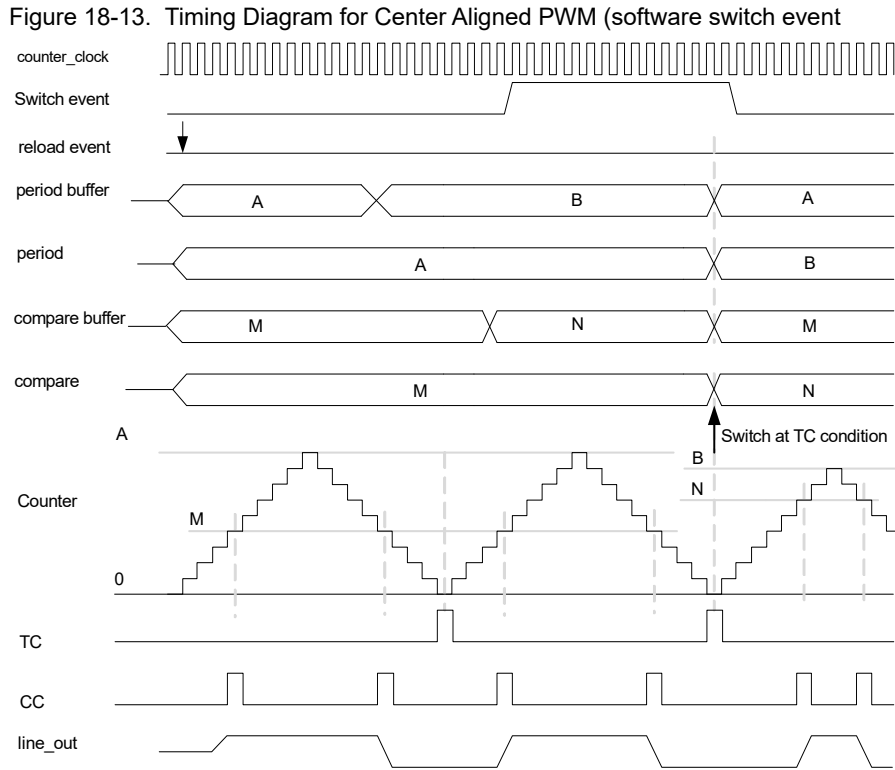 Figure 18-13. Timing Diagram for Center Aligned PWM (software switch event
counter_clock
Switch event
reload event
period buffer
A
B
A
period
A
B
compare buffer
M
N
M
compare
M
N
A
Switch at TC condition
B
Counter
N
M
0
TC
CC
line_out